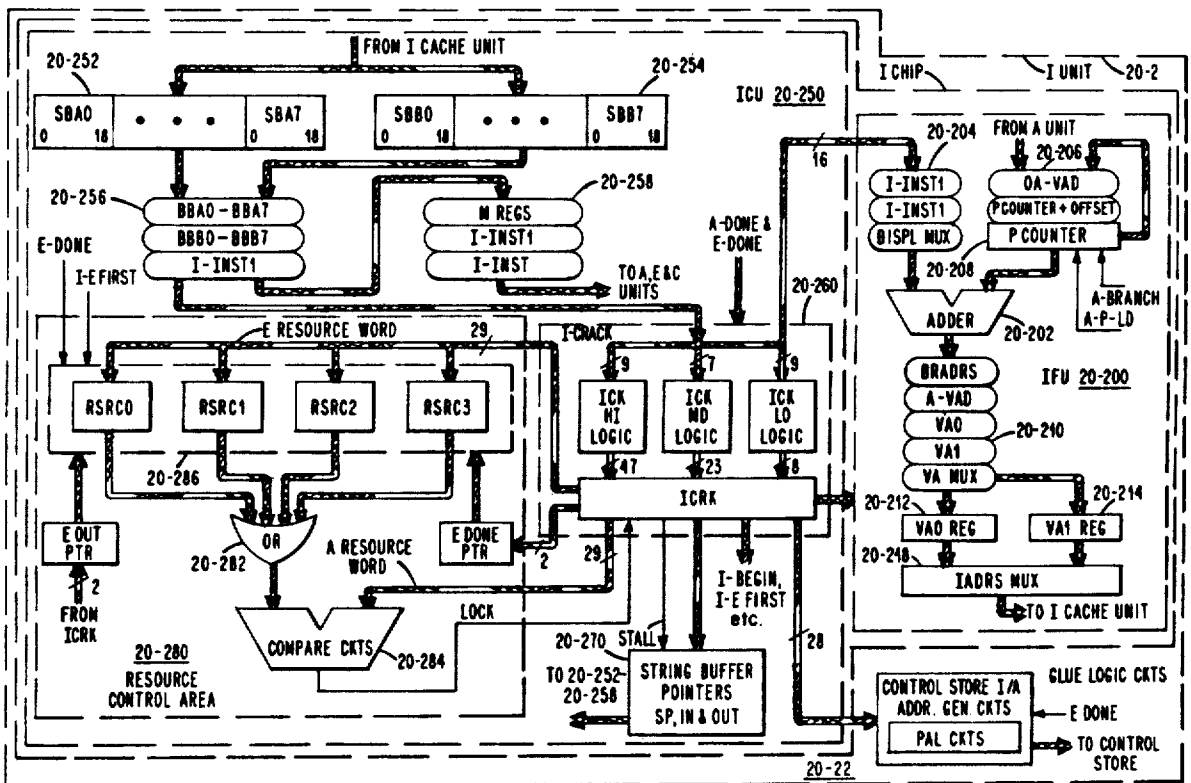 FROM I CACHE UNIT
20-252
20-254
I CHIP
I UNIT
20-2
SBA0
0 18
• • •
SBA7
0 18
SBB0
0 18
• • •
SBB7
0 18
ICU 20-250
16
20-204
FROM A UNIT
20-206
20-256
BBA0-BBA7
BBB0-BBB7
I-INST1
20-258
M REGS
I-INST1
I-INST
I-INST1
I-INST1
DISPL MUX
OA-VAD
PCOUNTER+OFFSET
PCOUNTER
E-DONE
I-E FIRST
A-DONE &
E-DONE
TO A,E&C
UNITS
20-208
20-260
A-BRANCH
A-P-LD
ADDER
20-202
E RESOURCE WORD
29
I-CRACK
9
7
9
RSRC0
RSRC1
RSRC2
RSRC3
ICK
HI
LOGIC
ICK
MD
LOGIC
ICK
LO
LOGIC
BRADRS
A-VAD
VA0
VA1
VA MUX
IFU 20-200
20-210
20-286
47
23
8
ICRK
20-212
20-214
VA0 REG
VA1 REG
E OUT
PTR
OR
20-282
E DONE
PTR
2
29
A RESOURCE
WORD
I-BEGIN,
I-E FIRST
etc.
20-218
IADRS MUX
TO I CACHE UNIT
2
FROM
ICRK
LOCK
COMPARE CKTS
20-284
20-270
STALL
28
20-280
RESOURCE
CONTROL AREA
TO 20-252
20-258
STRING BUFFER
POINTERS
SP, IN & OUT
GLUE LOGIC CKTS
CONTROL STORE I/A
ADDR. GEN. CKTS
PAL CKTS
E DONE
TO CONTROL
STORE
20-22